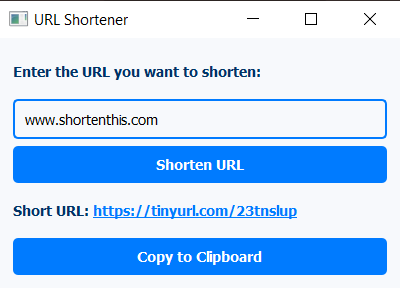 URL Shortener
Enter the URL you want to shorten:
www.shortenthis.com
Shorten URL
Short URL: https://tinyurl.com/23tnslup
Copy to Clipboard